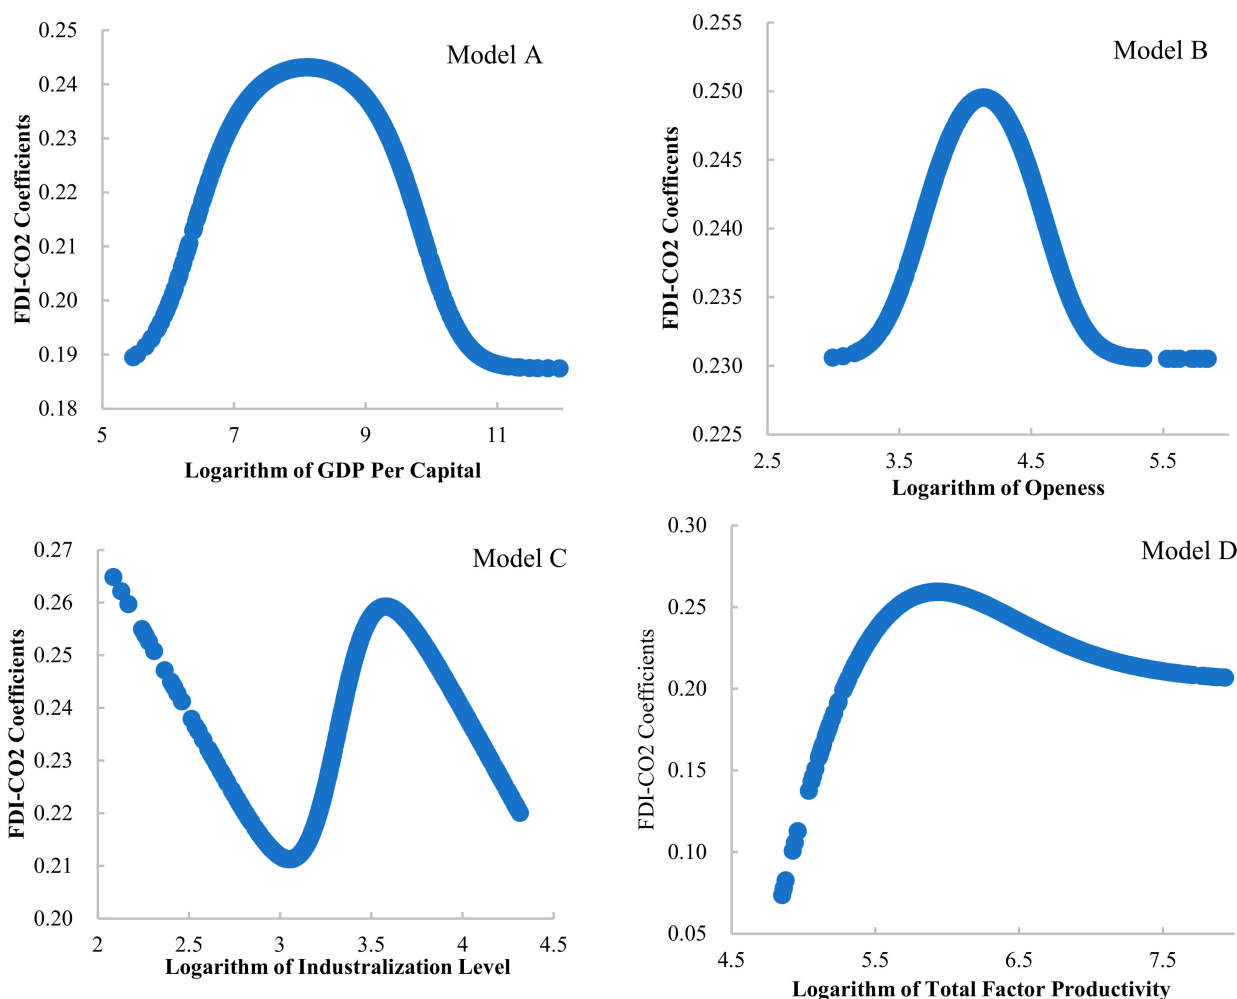 Model A
FDI-CO2 Coefficients
0.25
0.24
0.23
0.22
0.21
0.20
0.19
0.18
5 7 9 11
Logarithm of GDP Per Capital
Model B
FDI-CO2 Coefficents
0.255
0.250
0.245
0.240
0.235
0.230
0.225
2.5 3.5 4.5 5.5
Logarithm of Openess
Model C
FDI-CO2 Coefficients
0.27
0.26
0.25
0.24
0.23
0.22
0.21
0.20
2 2.5 3 3.5 4 4.5
Logarithm of Industralization Level
Model D
FDI-CO2 Coefficients
0.30
0.25
0.20
0.15
0.10
0.05
4.5 5.5 6.5 7.5
Logarithm of Total Factor Productivity